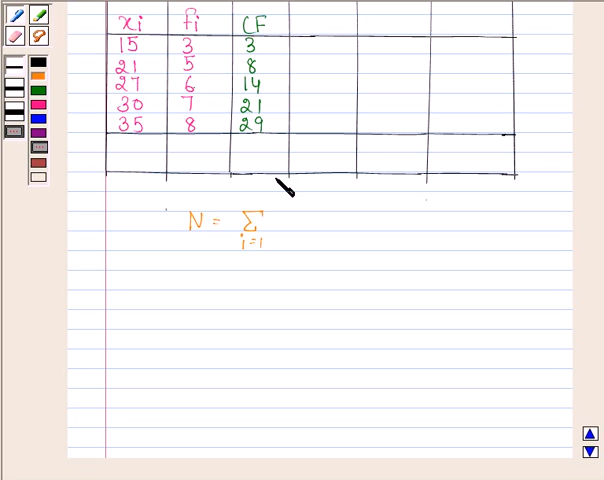 xi fi CF
15 3 3
21 5 8
27 6 14
30 7 21
35 8 29
N = Σ
i=1